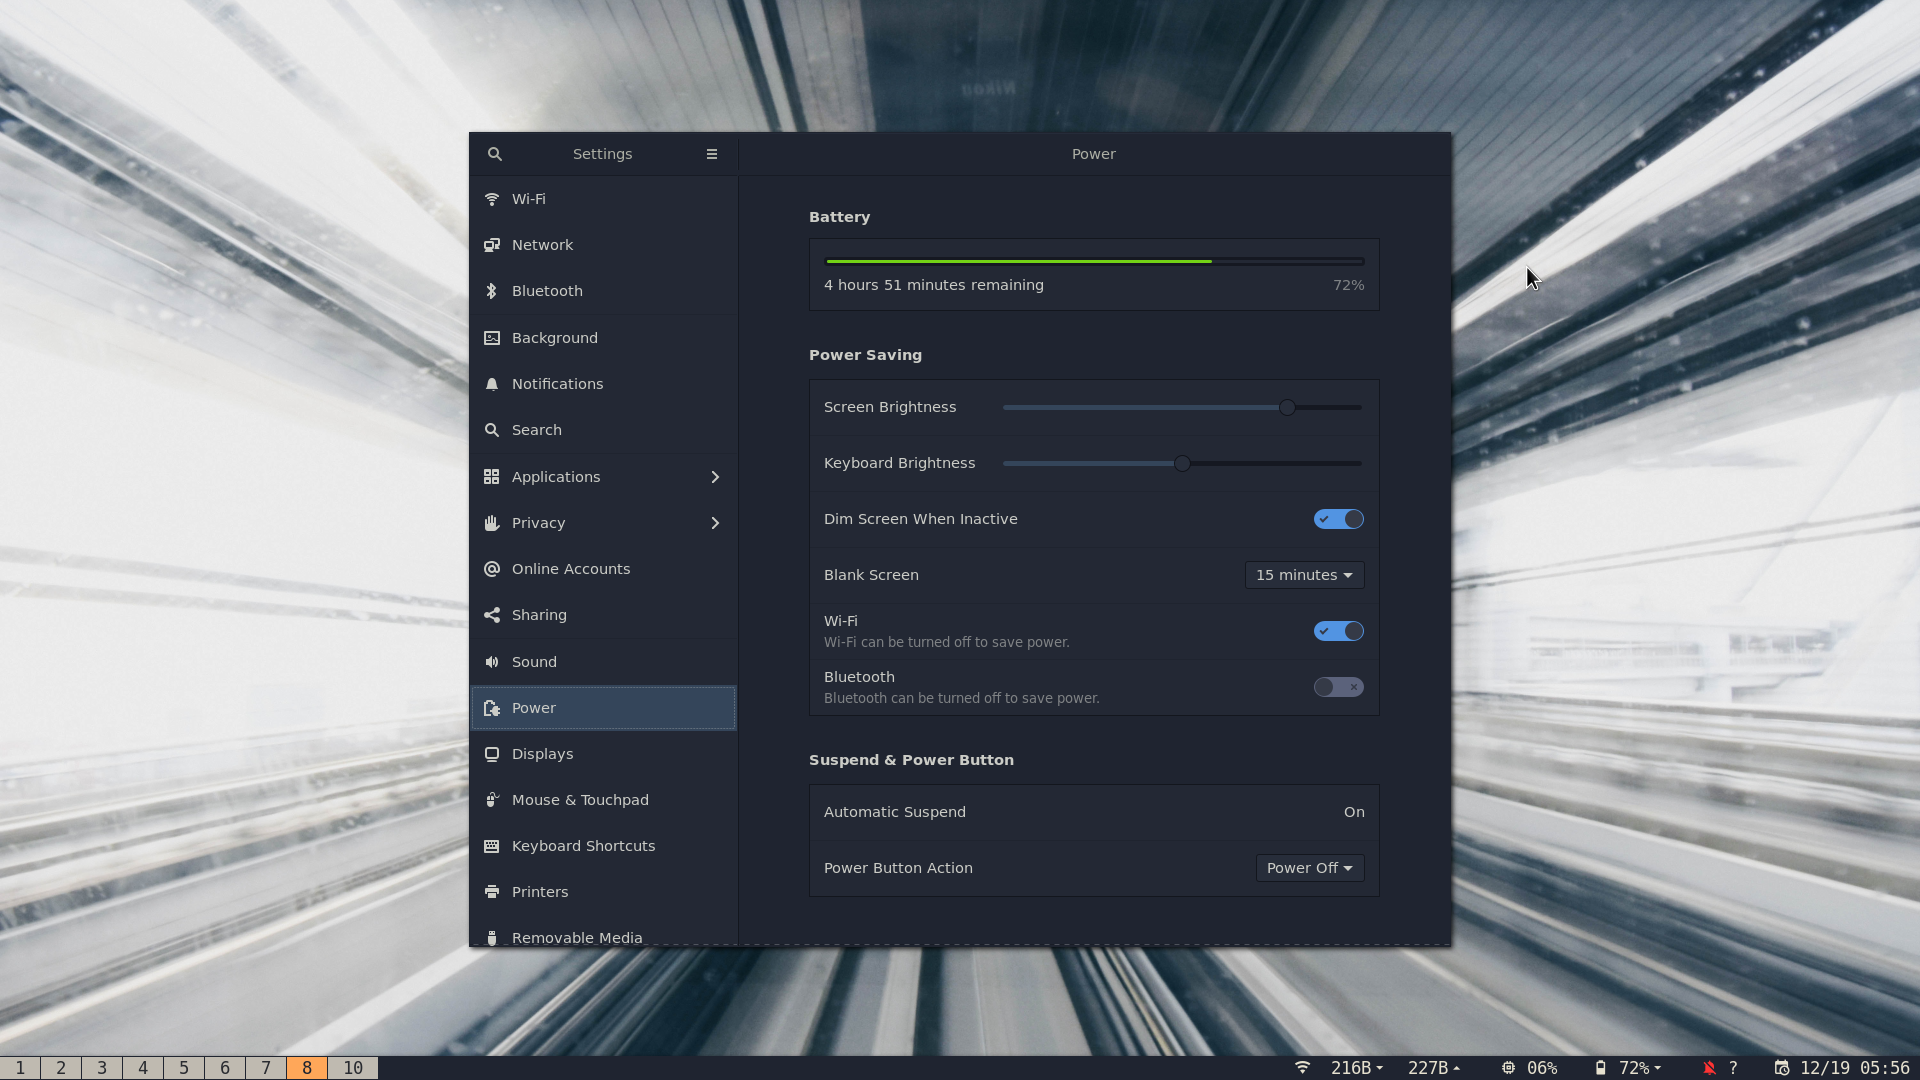 Settings
Power
Wi-Fi
Network
Bluetooth
Background
Notifications
Search
Applications
Privacy
Online Accounts
Sharing
Sound
Power
Displays
Mouse & Touchpad
Keyboard Shortcuts
Printers
Removable Media
Battery
4 hours 51 minutes remaining 72%
Power Saving
Screen Brightness
Keyboard Brightness
Dim Screen When Inactive
Blank Screen 15 minutes
Wi-Fi
Wi-Fi can be turned off to save power.
Bluetooth
Bluetooth can be turned off to save power.
Suspend & Power Button
Automatic Suspend On
Power Button Action Power Off
Nikon
1 2 3 4 5 6 7 8 10 216B 227B 06% 72% ? 12/19 05:56